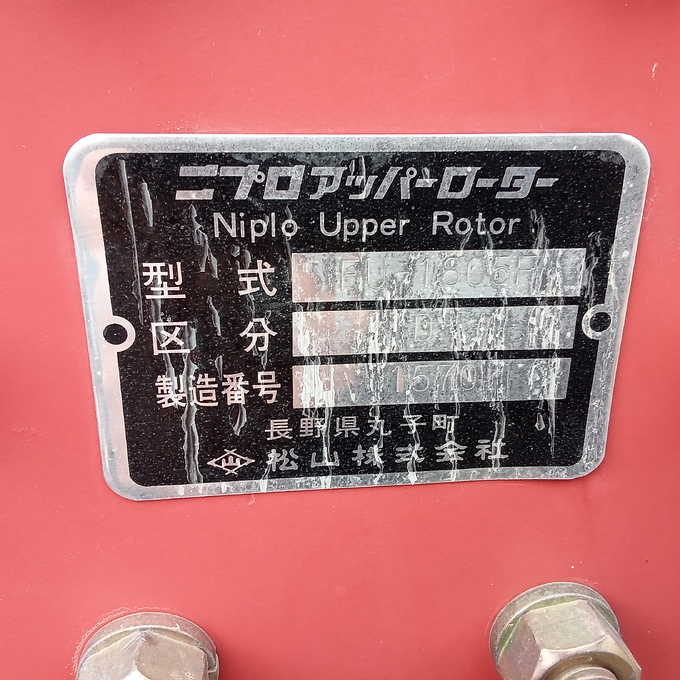 ニプロアッパーローター
Niplo Upper Rotor
型式
区分
製造番号
長野県丸子町
松山株式会社